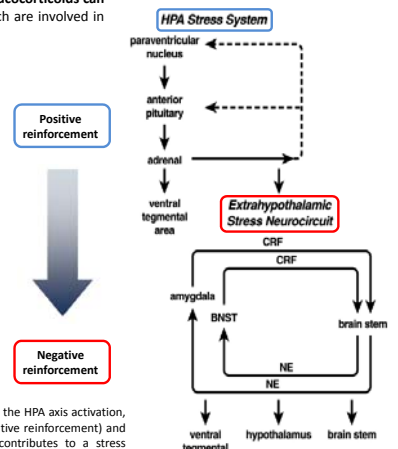 ucocorticoids can
ch are involved in
HPA Stress System
paraventricular
nucleus
anterior
pituitary
adrenal
ventral
tegmental
area
Positive
reinforcement
Extrahypothalamic
Stress Neurocircuit
CRF
CRF
amygdala
BNST
brain stem
NE
NE
Negative
reinforcement
the HPA axis activation,
tive reinforcement) and
contributes to a stress
ventral
tegmental
hypothalamus
brain stem